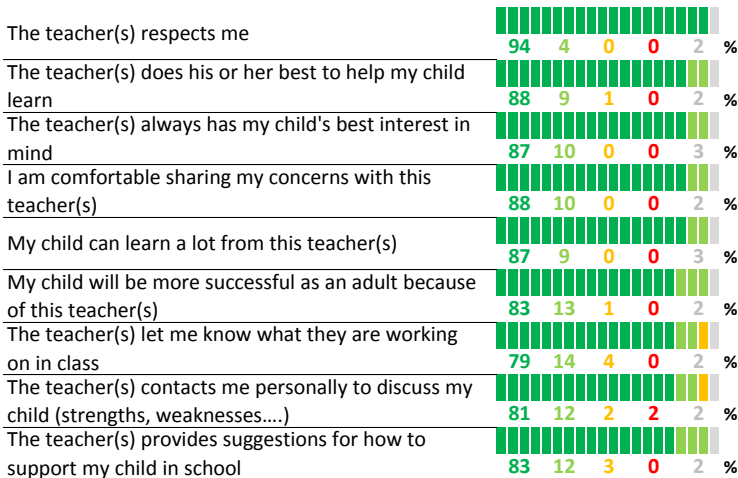 The teacher(s) respects me
94 4 0 0 2 %
The teacher(s) does his or her best to help my child
learn
88 9 1 0 2 %
The teacher(s) always has my child's best interest in
mind
87 10 0 0 3 %
I am comfortable sharing my concerns with this
teacher(s)
88 10 0 0 2 %
My child can learn a lot from this teacher(s)
87 9 0 0 3 %
My child will be more successful as an adult because
of this teacher(s)
83 13 1 0 2 %
The teacher(s) let me know what they are working
on in class
79 14 4 0 2 %
The teacher(s) contacts me personally to discuss my
child (strengths, weaknesses....)
81 12 2 2 2 %
The teacher(s) provides suggestions for how to
support my child in school
83 12 3 0 2 %